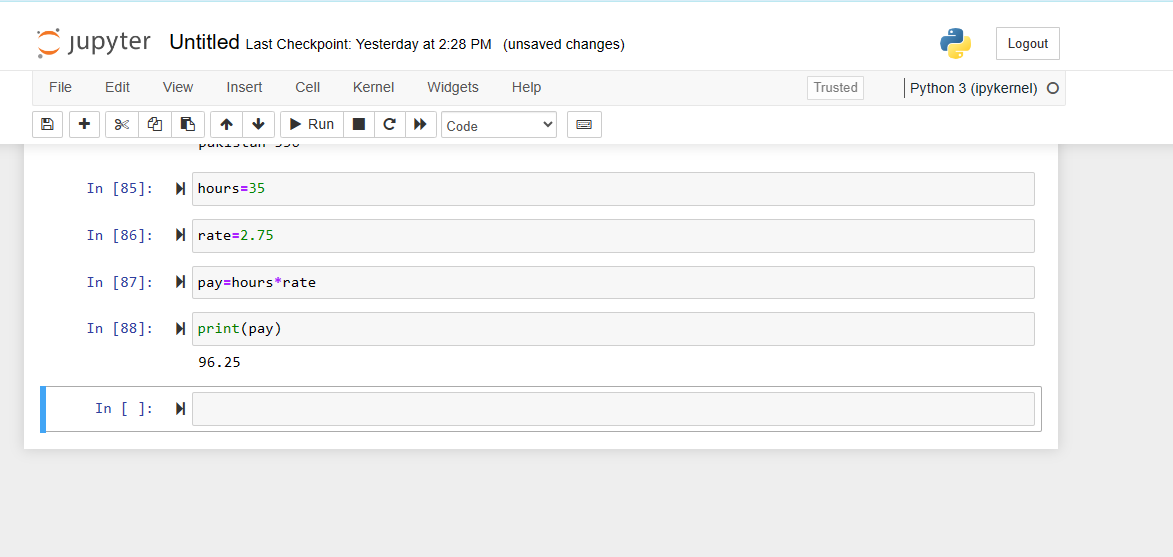 jupyter Untitled Last Checkpoint: Yesterday at 2:28 PM (unsaved changes) Logout
File Edit View Insert Cell Kernel Widgets Help Trusted Python 3 (ipykernel)
Run Code
pakistan 990
In [85]: hours=35
In [86]: rate=2.75
In [87]: pay=hours*rate
In [88]: print(pay)
96.25
In [ ]: